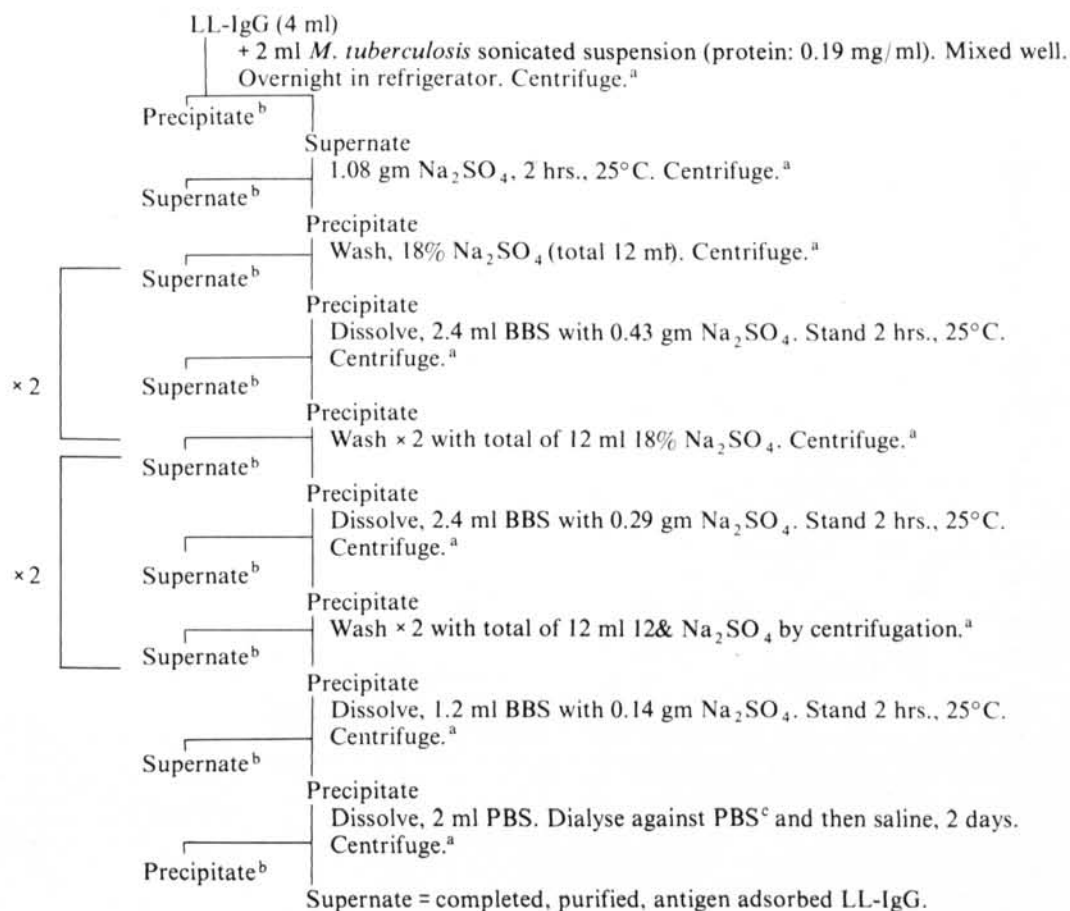 LL-IgG (4 ml)
+ 2 ml M. tuberculosis sonicated suspension (protein: 0.19 mg/ml). Mixed well.
Overnight in refrigerator. Centrifuge.ᵃ
Precipitateᵇ
Supernate
1.08 gm Na₂SO₄, 2 hrs., 25°C. Centrifuge.ᵃ
Supernateᵇ
Precipitate
Wash, 18% Na₂SO₄ (total 12 ml). Centrifuge.ᵃ
Supernateᵇ
Precipitate
Dissolve, 2.4 ml BBS with 0.43 gm Na₂SO₄. Stand 2 hrs., 25°C.
Centrifuge.ᵃ
× 2
Supernateᵇ
Precipitate
Wash × 2 with total of 12 ml 18% Na₂SO₄. Centrifuge.ᵃ
Supernateᵇ
Precipitate
Dissolve, 2.4 ml BBS with 0.29 gm Na₂SO₄. Stand 2 hrs., 25°C.
Centrifuge.ᵃ
× 2
Supernateᵇ
Precipitate
Wash × 2 with total of 12 ml 12& Na₂SO₄ by centrifugation.ᵃ
Supernateᵇ
Precipitate
Dissolve, 1.2 ml BBS with 0.14 gm Na₂SO₄. Stand 2 hrs., 25°C.
Centrifuge.ᵃ
Supernateᵇ
Precipitate
Dissolve, 2 ml PBS. Dialyse against PBSᶜ and then saline, 2 days.
Centrifuge.ᵃ
Precipitateᵇ
Supernate = completed, purified, antigen adsorbed LL-IgG.